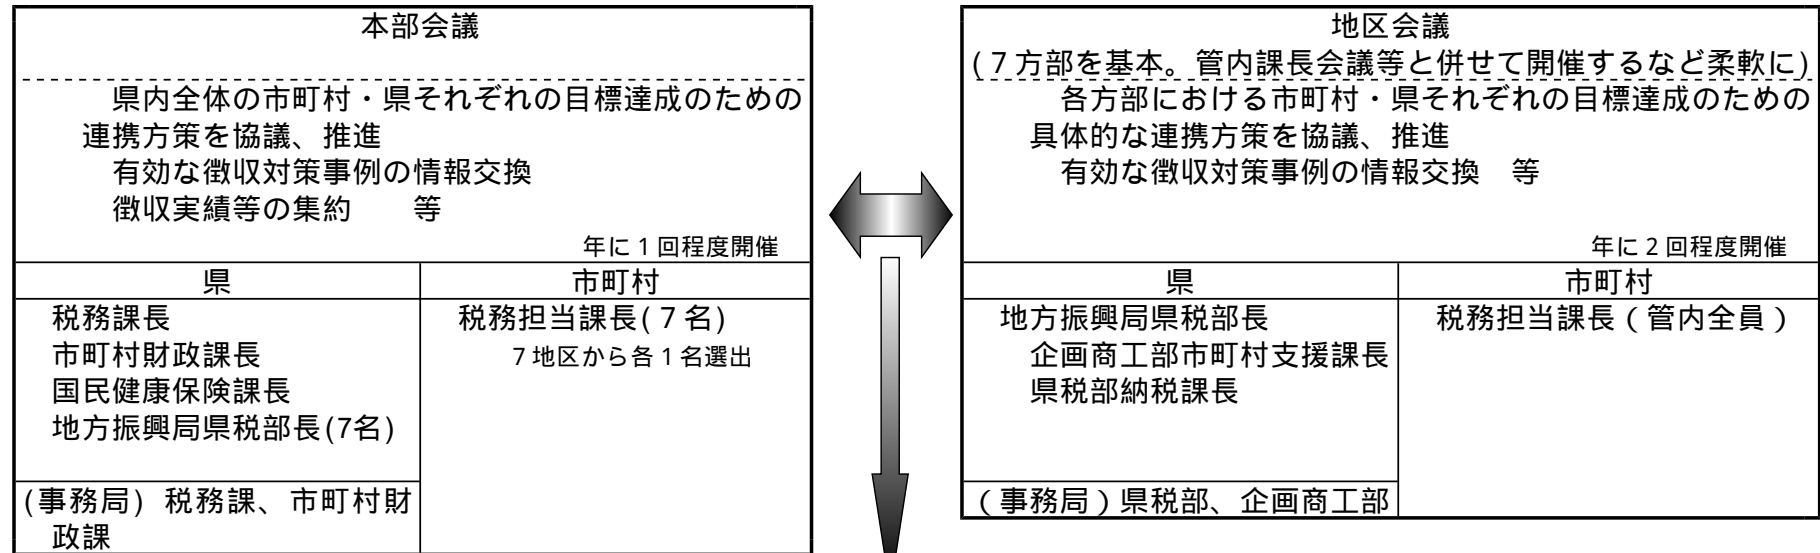 本部会議
県内全体の市町村・県それぞれの目標達成のための
連携方策を協議、推進
有効な徴収対策事例の情報交換
徴収実績等の集約　　等
年に１回程度開催
県
市町村
税務課長
市町村財政課長
国民健康保険課長
地方振興局県税部長(7名)
税務担当課長(７名)
７地区から各１名選出
(事務局) 税務課、市町村財
政課
地区会議
(７方部を基本。管内課長会議等と併せて開催するなど柔軟に)
各方部における市町村・県それぞれの目標達成のための
具体的な連携方策を協議、推進
有効な徴収対策事例の情報交換　等
年に２回程度開催
県
市町村
地方振興局県税部長
企画商工部市町村支援課長
県税部納税課長
税務担当課長（管内全員）
（事務局）県税部、企画商工部